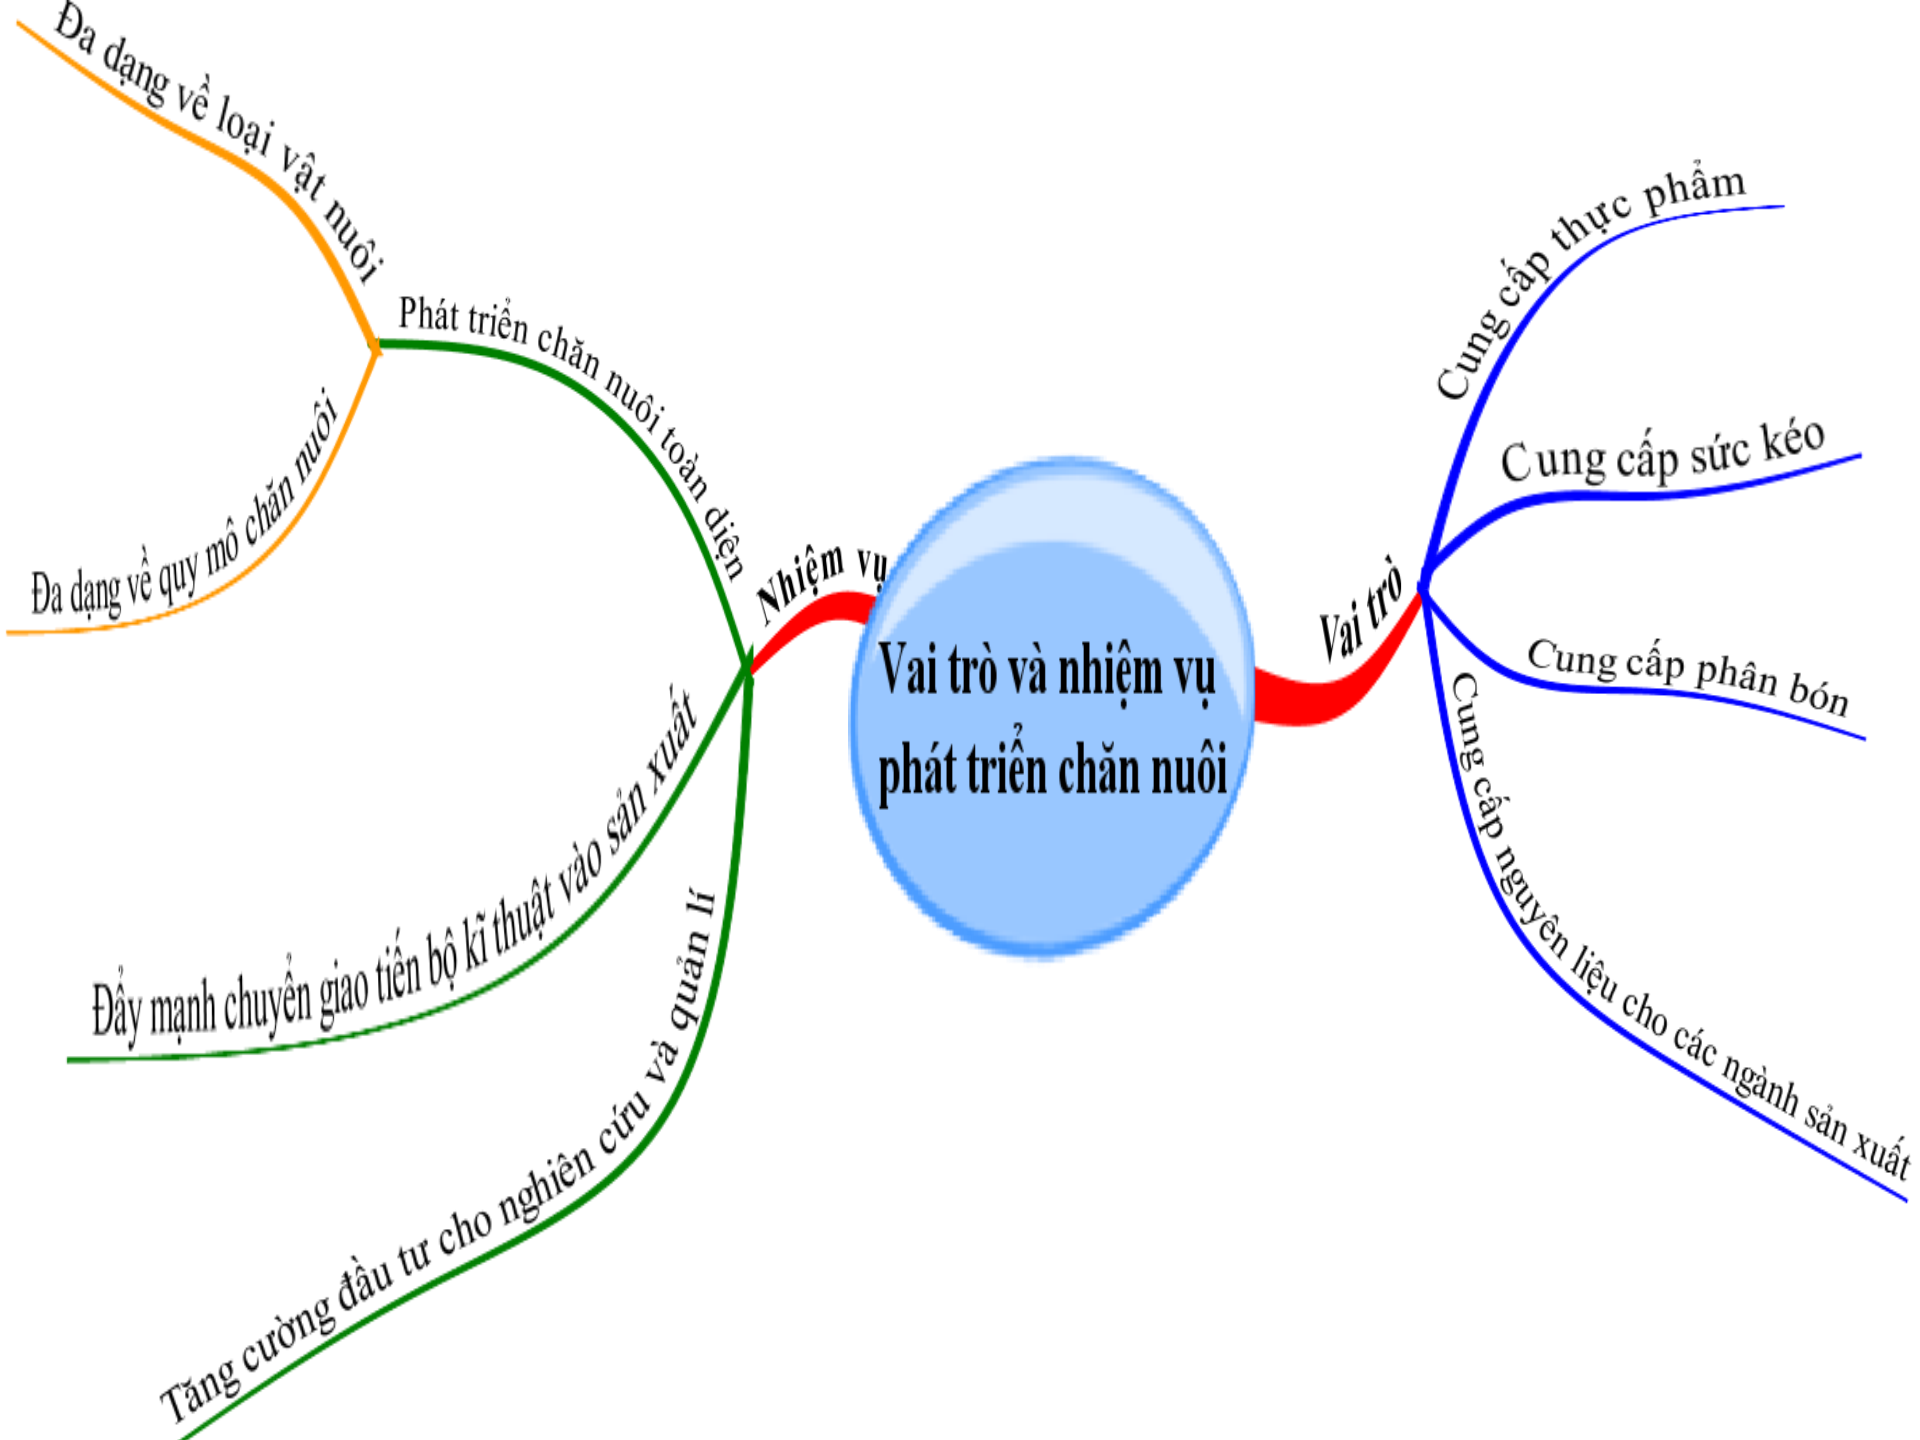 Vai trò và nhiệm vụ
phát triển chăn nuôi
Vai trò
Cung cấp thực phẩm
Cung cấp sức kéo
Cung cấp phân bón
Cung cấp nguyên liệu cho các ngành sản xuất
Nhiệm vụ
Phát triển chăn nuôi toàn diện
Đa dạng về loại vật nuôi
Đa dạng về quy mô chăn nuôi
Đẩy mạnh chuyển giao tiến bộ kĩ thuật vào sản xuất
Tăng cường đầu tư cho nghiên cứu và quản lí